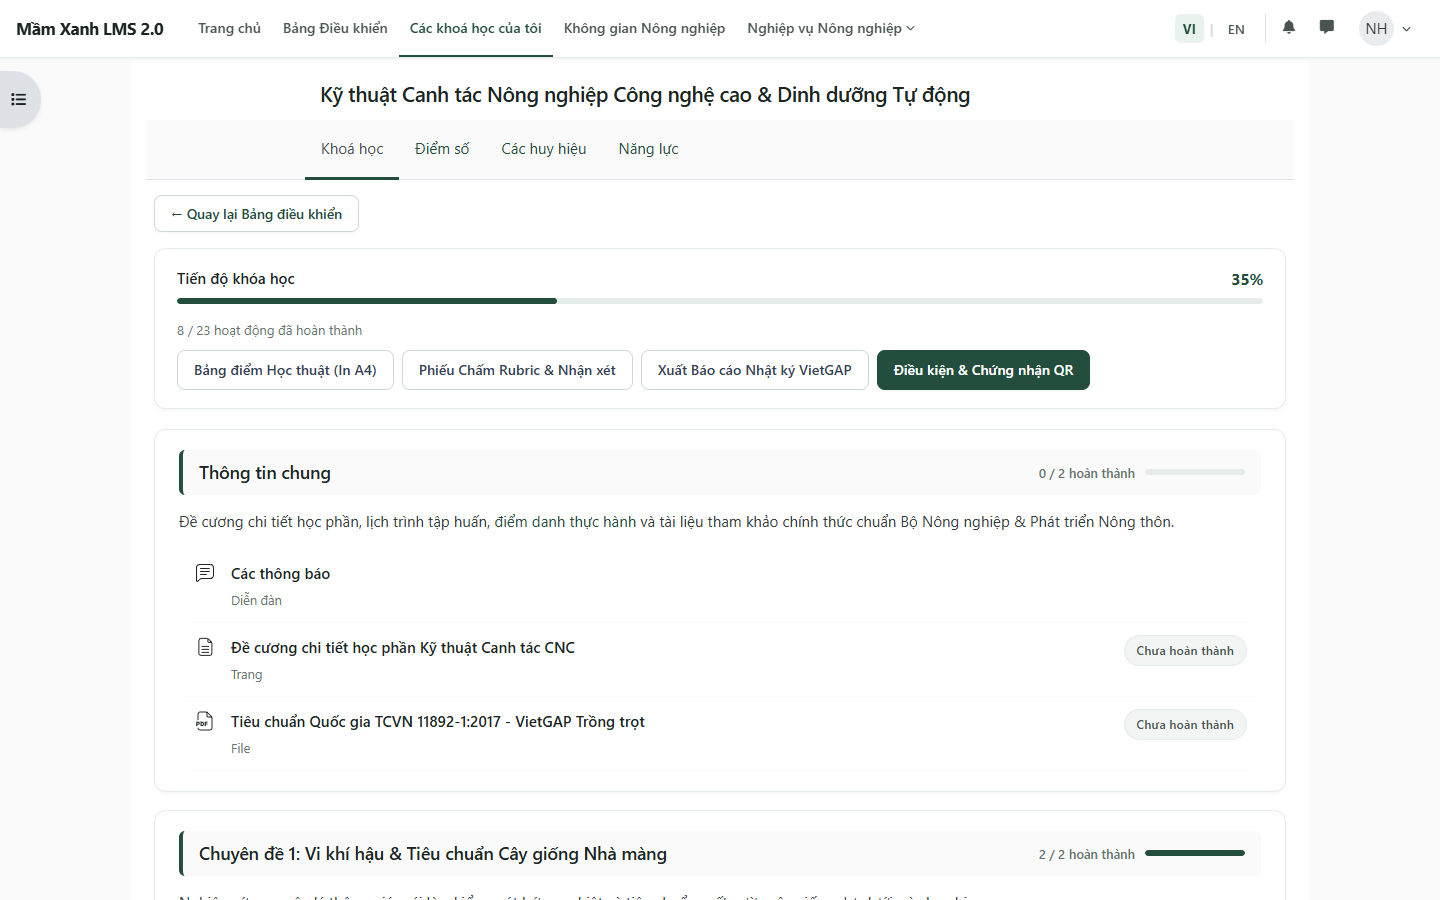 Mầm Xanh LMS 2.0
Trang chủ
Bảng Điều khiển
Các khoá học của tôi
Không gian Nông nghiệp
Nghiệp vụ Nông nghiệp
VI | EN
NH
Kỹ thuật Canh tác Nông nghiệp Công nghệ cao & Dinh dưỡng Tự động
Khoá học
Điểm số
Các huy hiệu
Năng lực
← Quay lại Bảng điều khiển
Tiến độ khóa học
35%
8 / 23 hoạt động đã hoàn thành
Bảng điểm Học thuật (In A4)
Phiếu Chấm Rubric & Nhận xét
Xuất Báo cáo Nhật ký VietGAP
Điều kiện & Chứng nhận QR
Thông tin chung
0 / 2 hoàn thành
Đề cương chi tiết học phần, lịch trình tập huấn, điểm danh thực hành và tài liệu tham khảo chính thức chuẩn Bộ Nông nghiệp & Phát triển Nông thôn.
Các thông báo
Diễn đàn
Đề cương chi tiết học phần Kỹ thuật Canh tác CNC
Chưa hoàn thành
Trang
PDF
Tiêu chuẩn Quốc gia TCVN 11892-1:2017 - VietGAP Trồng trọt
Chưa hoàn thành
File
Chuyên đề 1: Vi khí hậu & Tiêu chuẩn Cây giống Nhà màng
2 / 2 hoàn thành